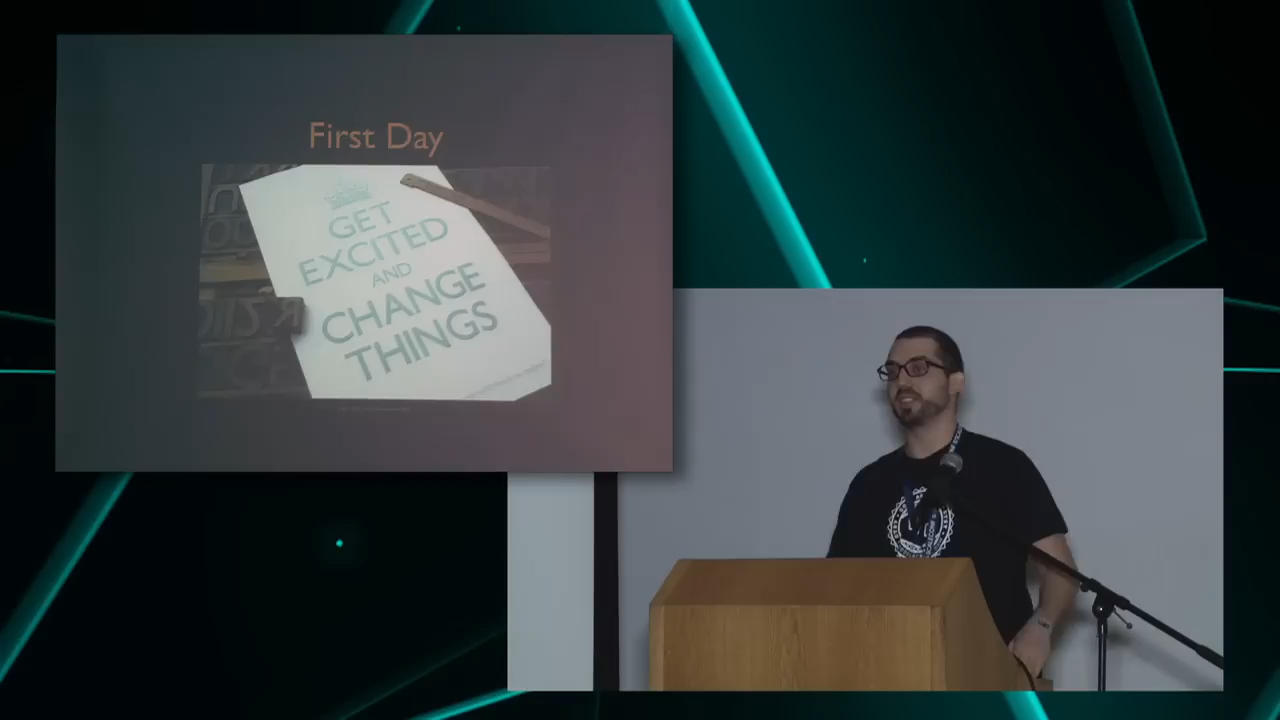 First Day
GET
EXCITED
AND
CHANGE
THINGS